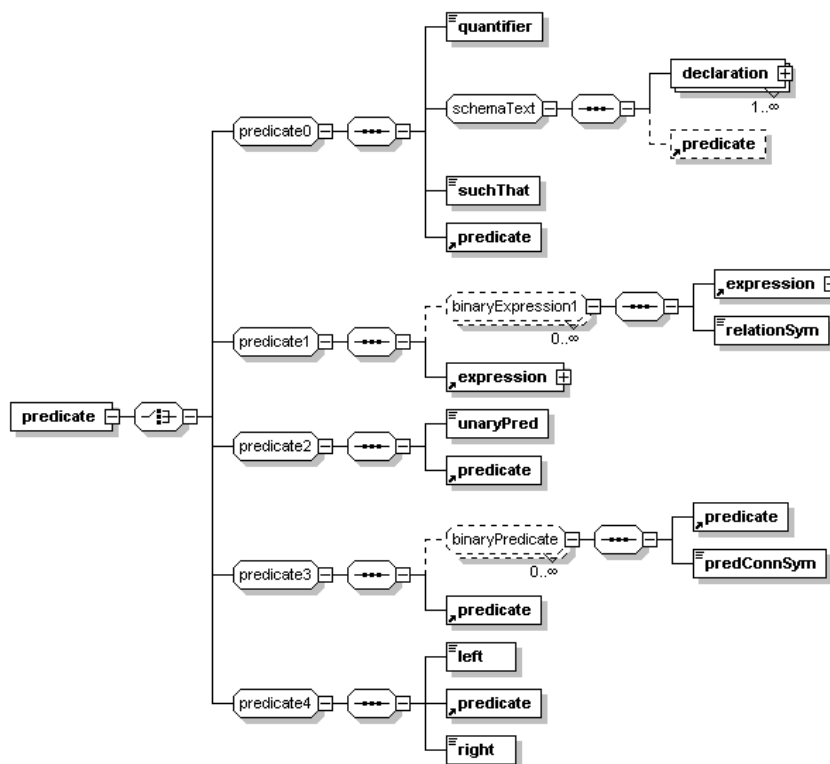 quantifier
declaration
schemaText
1..∞
predicate0
predicate
suchThat
predicate
expression
binaryExpression1
relationSym
0..∞
predicate1
expression
predicate
unaryPred
predicate2
predicate
predicate
binaryPredicate
predConnSym
0..∞
predicate3
predicate
left
predicate4
predicate
right